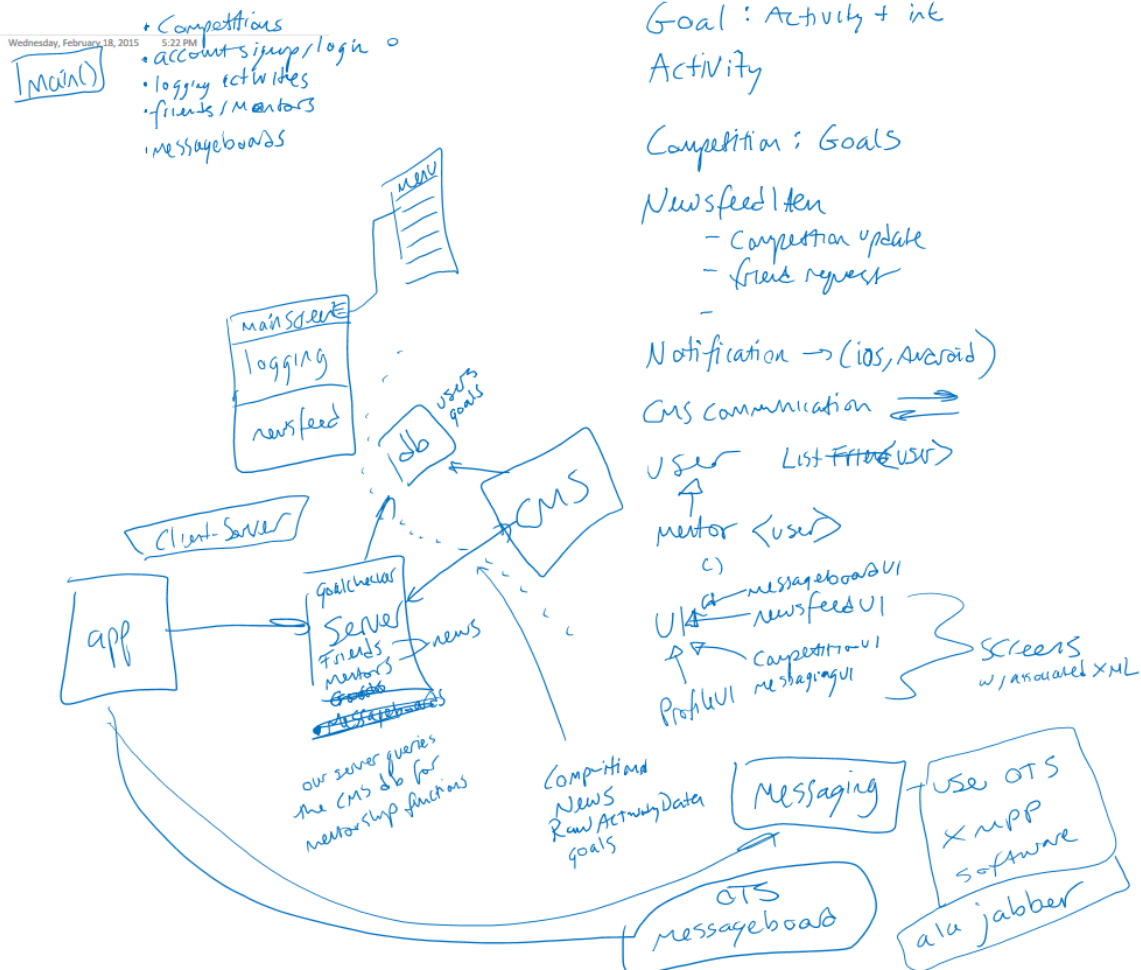 Wednesday, February 18, 2015 5:22 PM
main()
• Competitions
• account signup/login
• logging activities
• friends/Mentors
• messageboards
Menu
mainscreen
logging
newsfeed
db
users
goals
CMS
Client-Server
app
goalchecker
Server
Friends
Mentors
Goals
• Messageboards
news
our server queries
the CMS db for
mentorship functions
Competitions
News
Raw Activity Data
goals
Goal : Activity + int
Activity
Competition : Goals
NewsfeedItem
- Competition update
- friend request
-
Notification → (iOS, Android)
CMS communication
User List <User>
Mentor <User>
UI
messageboardUI
newsfeedUI
CompetitionUI
messagingUI
ProfileUI
Screens
w/ associated XML
Messaging
use OTS
XMPP
software
ala jabber
OTS
messageboard